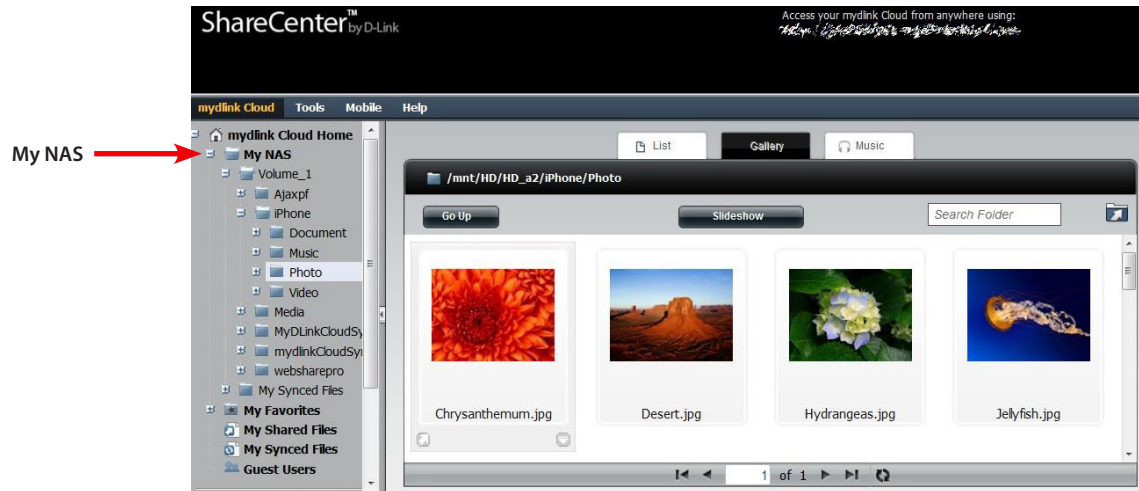 ShareCenter™ by D-Link
Access your mydlink Cloud from anywhere using:
mydlink Cloud Tools Mobile Help
My NAS
mydlink Cloud Home
My NAS
Volume_1
Ajaxpf
iPhone
Document
Music
Photo
Video
Media
MyDLinkCloudSy
mydlinkCloudSy
websharepro
My Synced Files
My Favorites
My Shared Files
My Synced Files
Guest Users
List Gallery Music
/mnt/HD/HD_a2/iPhone/Photo
Go Up Slideshow Search Folder
Chrysanthemum.jpg Desert.jpg Hydrangeas.jpg Jellyfish.jpg
1 of 1